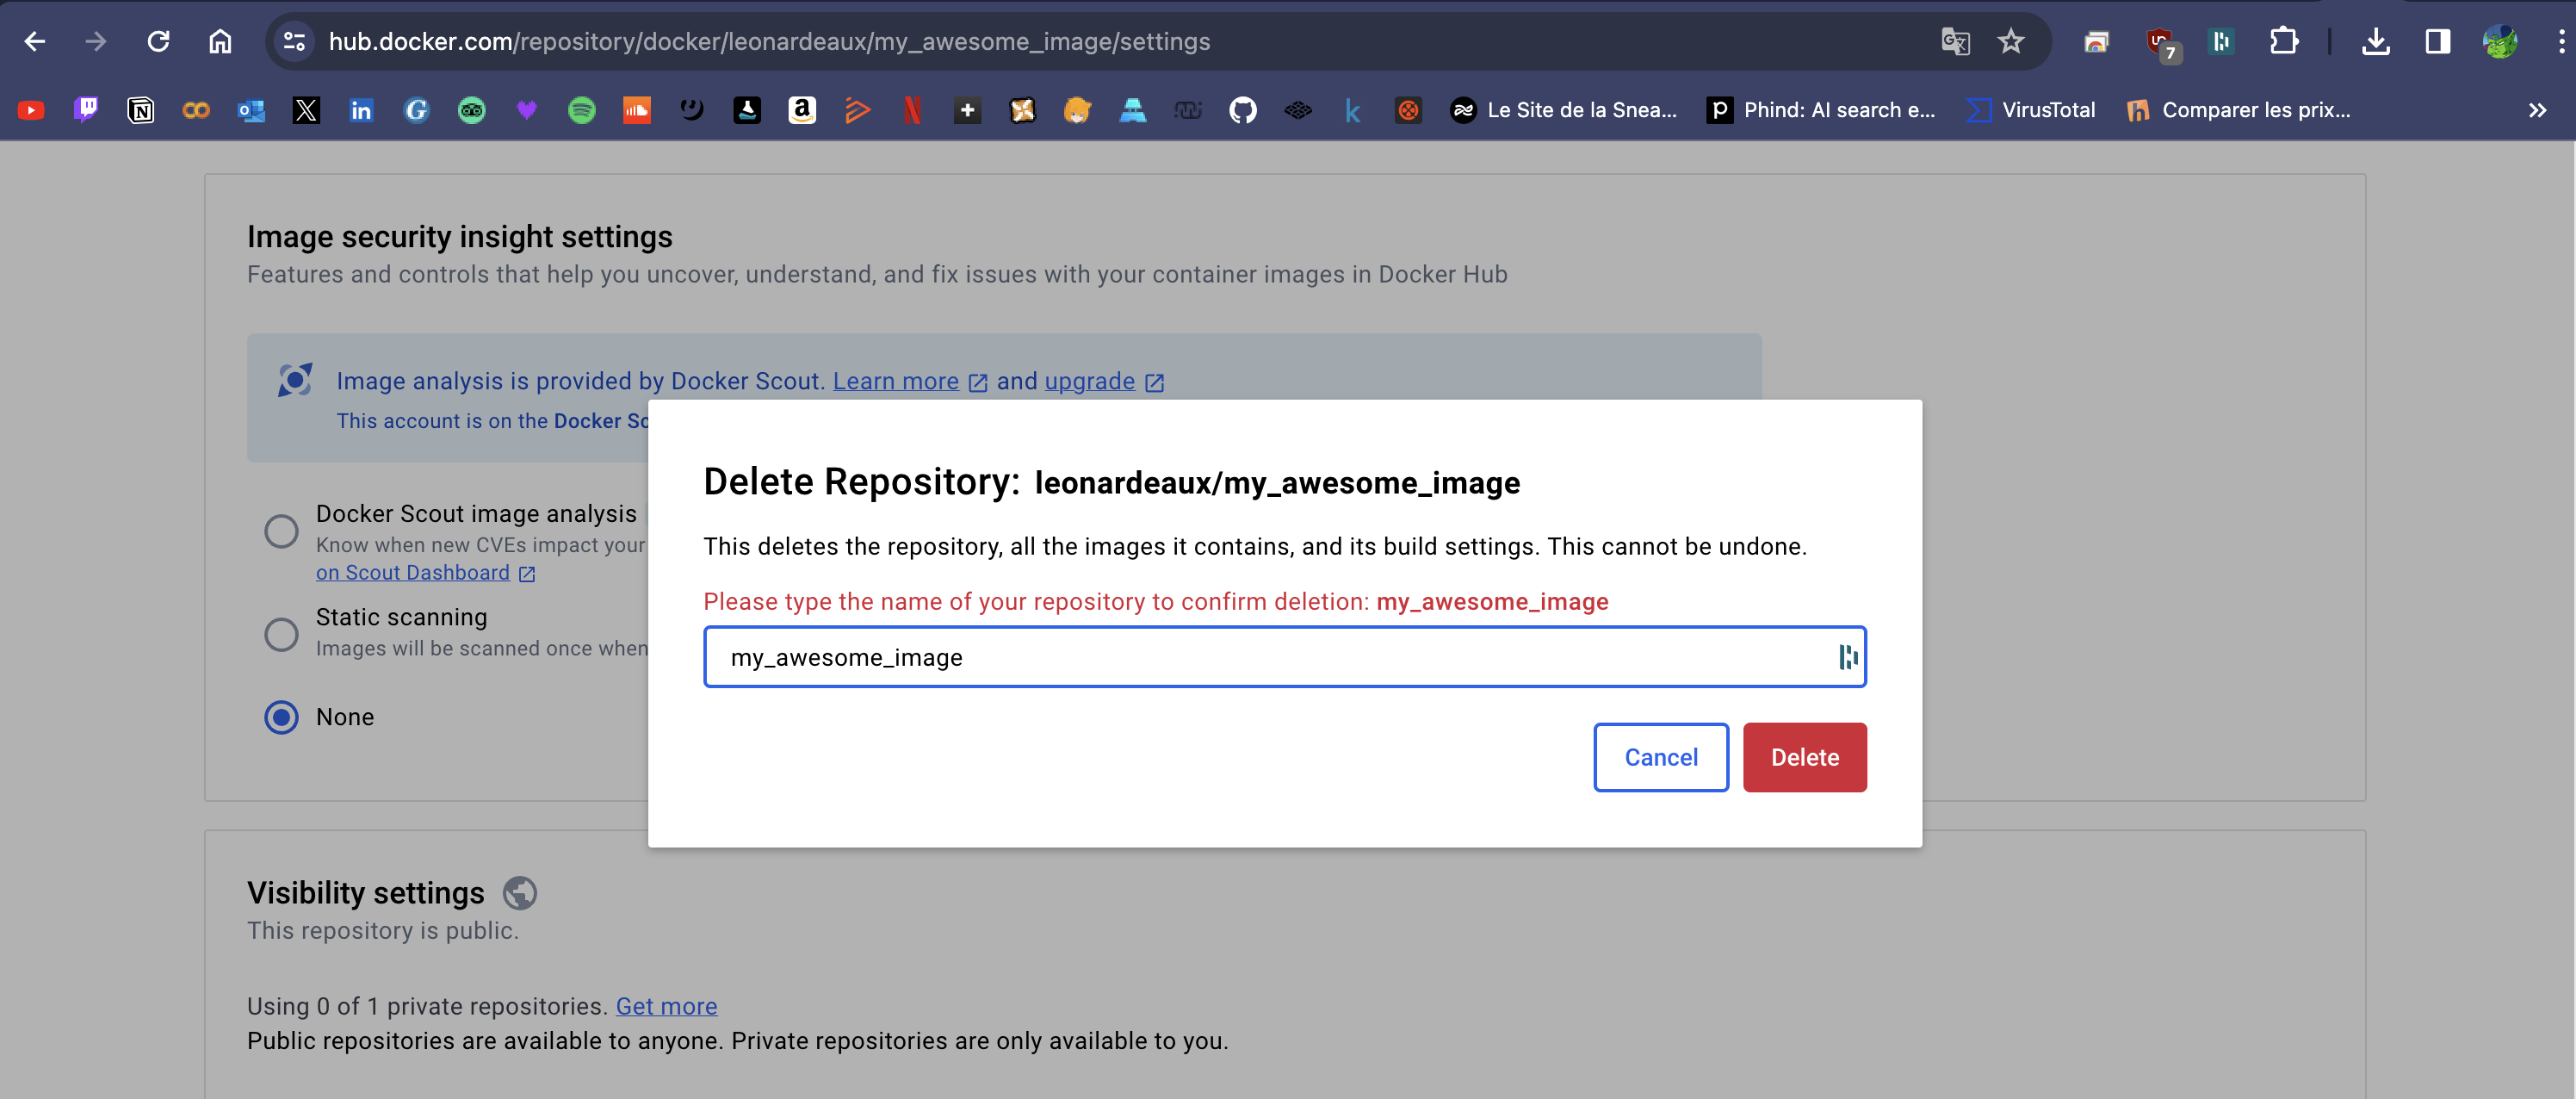 hub.docker.com/repository/docker/leonardeaux/my_awesome_image/settings
7
Le Site de la Snea...
Phind: AI search e...
VirusTotal
Comparer les prix...
Image security insight settings
Features and controls that help you uncover, understand, and fix issues with your container images in Docker Hub
Image analysis is provided by Docker Scout. Learn more and upgrade
This account is on the Docker Sc
Docker Scout image analysis
Know when new CVEs impact your
on Scout Dashboard
Static scanning
Images will be scanned once when
None
Delete Repository: leonardeaux/my_awesome_image
This deletes the repository, all the images it contains, and its build settings. This cannot be undone.
Please type the name of your repository to confirm deletion: my_awesome_image
my_awesome_image
Cancel
Delete
Visibility settings
This repository is public.
Using 0 of 1 private repositories. Get more
Public repositories are available to anyone. Private repositories are only available to you.